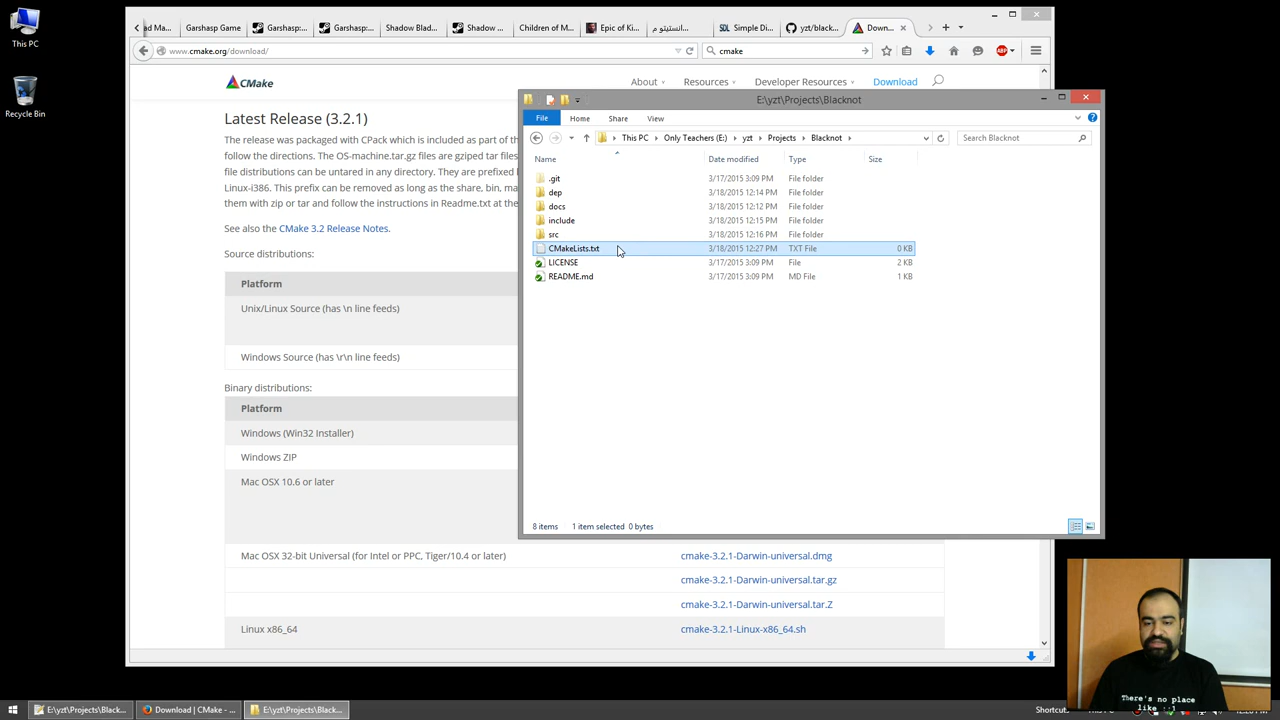 This PC
Recycle Bin
ad Ma...
Garshasp Game
Garshasp:...
Garshasp:...
Shadow Blad...
Shadow ...
Children of M...
Epic of Ki...
انستیتو م...
SDL Simple Di...
yzt/black...
Down...
www.cmake.org/download/
cmake
ABP
CMake
About
Resources
Developer Resources
Download
Latest Release (3.2.1)
The release was packaged with CPack which is included as part of the
follow the directions. The OS-machine.tar.gz files are gziped tar files
file distributions can be untared in any directory. They are prefixed
Linux-i386. This prefix can be removed as long as the share, bin, ma
them with zip or tar and follow the instructions in Readme.txt at the
See also the CMake 3.2 Release Notes.
Source distributions:
Platform
Unix/Linux Source (has \n line feeds)
Windows Source (has \r\n line feeds)
Binary distributions:
Platform
Windows (Win32 Installer)
Windows ZIP
Mac OSX 10.6 or later
Mac OSX 32-bit Universal (for Intel or PPC, Tiger/10.4 or later)
cmake-3.2.1-Darwin-universal.dmg
cmake-3.2.1-Darwin-universal.tar.gz
cmake-3.2.1-Darwin-universal.tar.Z
Linux x86_64
cmake-3.2.1-Linux-x86_64.sh
E:\yzt\Projects\Blacknot
File
Home
Share
View
This PC
Only Teachers (E:)
yzt
Projects
Blacknot
Search Blacknot
Name
Date modified
Type
Size
.git 3/17/2015 3:09 PM File folder
dep 3/18/2015 12:14 PM File folder
docs 3/18/2015 12:12 PM File folder
include 3/18/2015 12:15 PM File folder
src 3/18/2015 12:16 PM File folder
CMakeLists.txt 3/18/2015 12:27 PM TXT File 0 KB
LICENSE 3/17/2015 3:09 PM File 2 KB
README.md 3/17/2015 3:09 PM MD File 1 KB
8 items
1 item selected 0 bytes
E:\yzt\Projects\Black...
Download | CMake - ...
E:\yzt\Projects\Black...
Shortcuts
There's no place
like